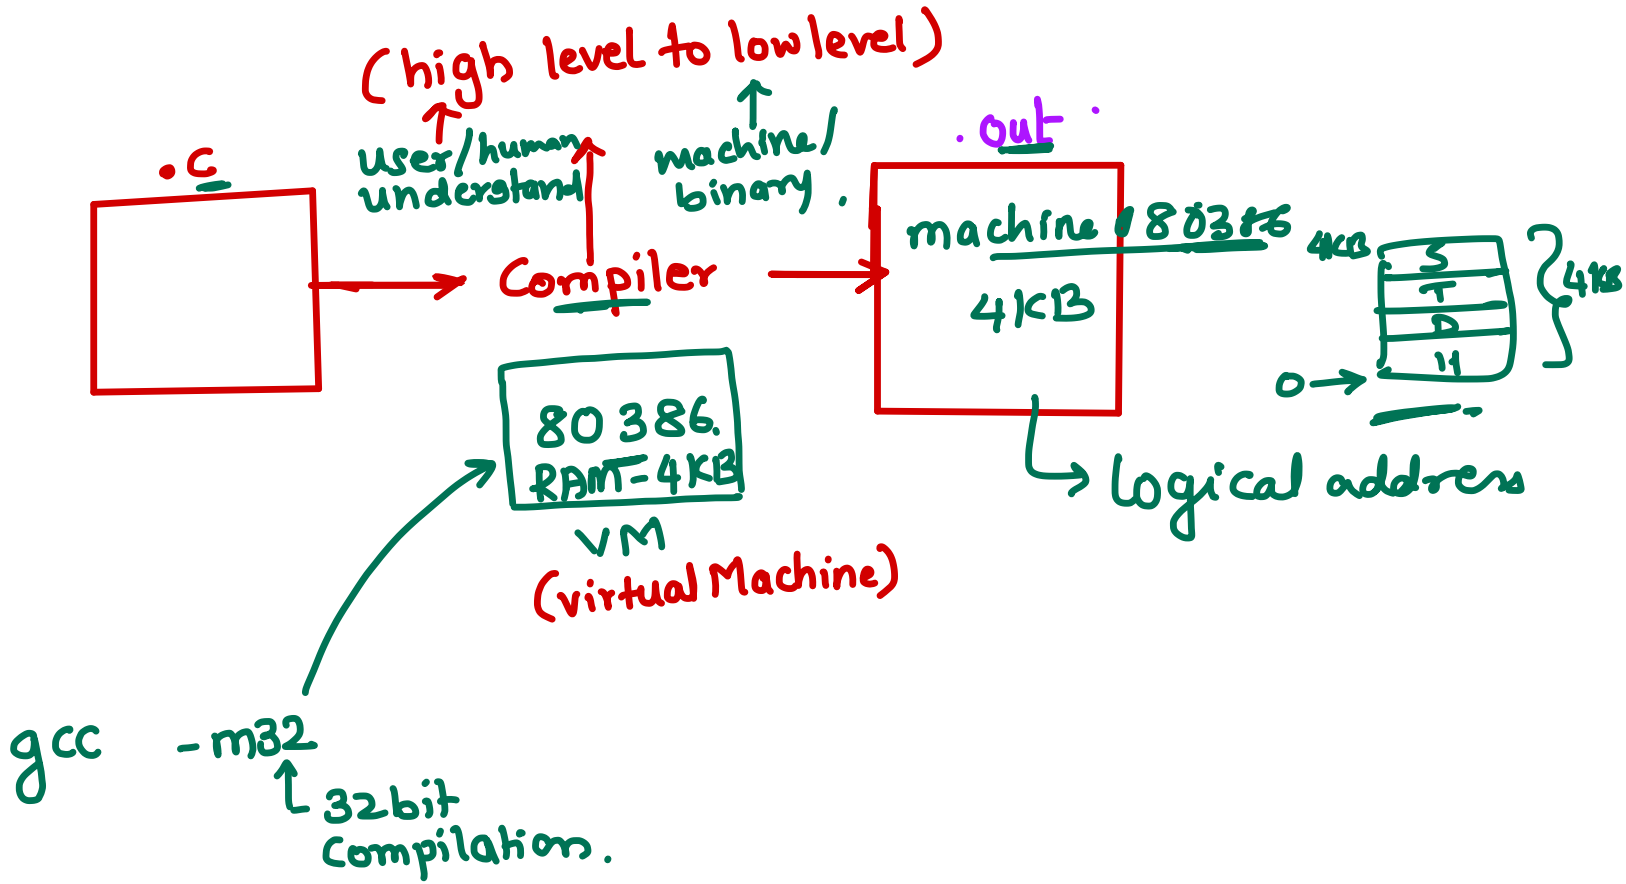 (high level to low level)
user/human
understand
machine/
binary.
.c
Compiler
.out.
machine 80386
4KB
4KB
S
T
D
H
4KB
0
logical address
80386.
RAM=4KB
VM
(virtual Machine)
gcc -m32
32bit
Compilation.